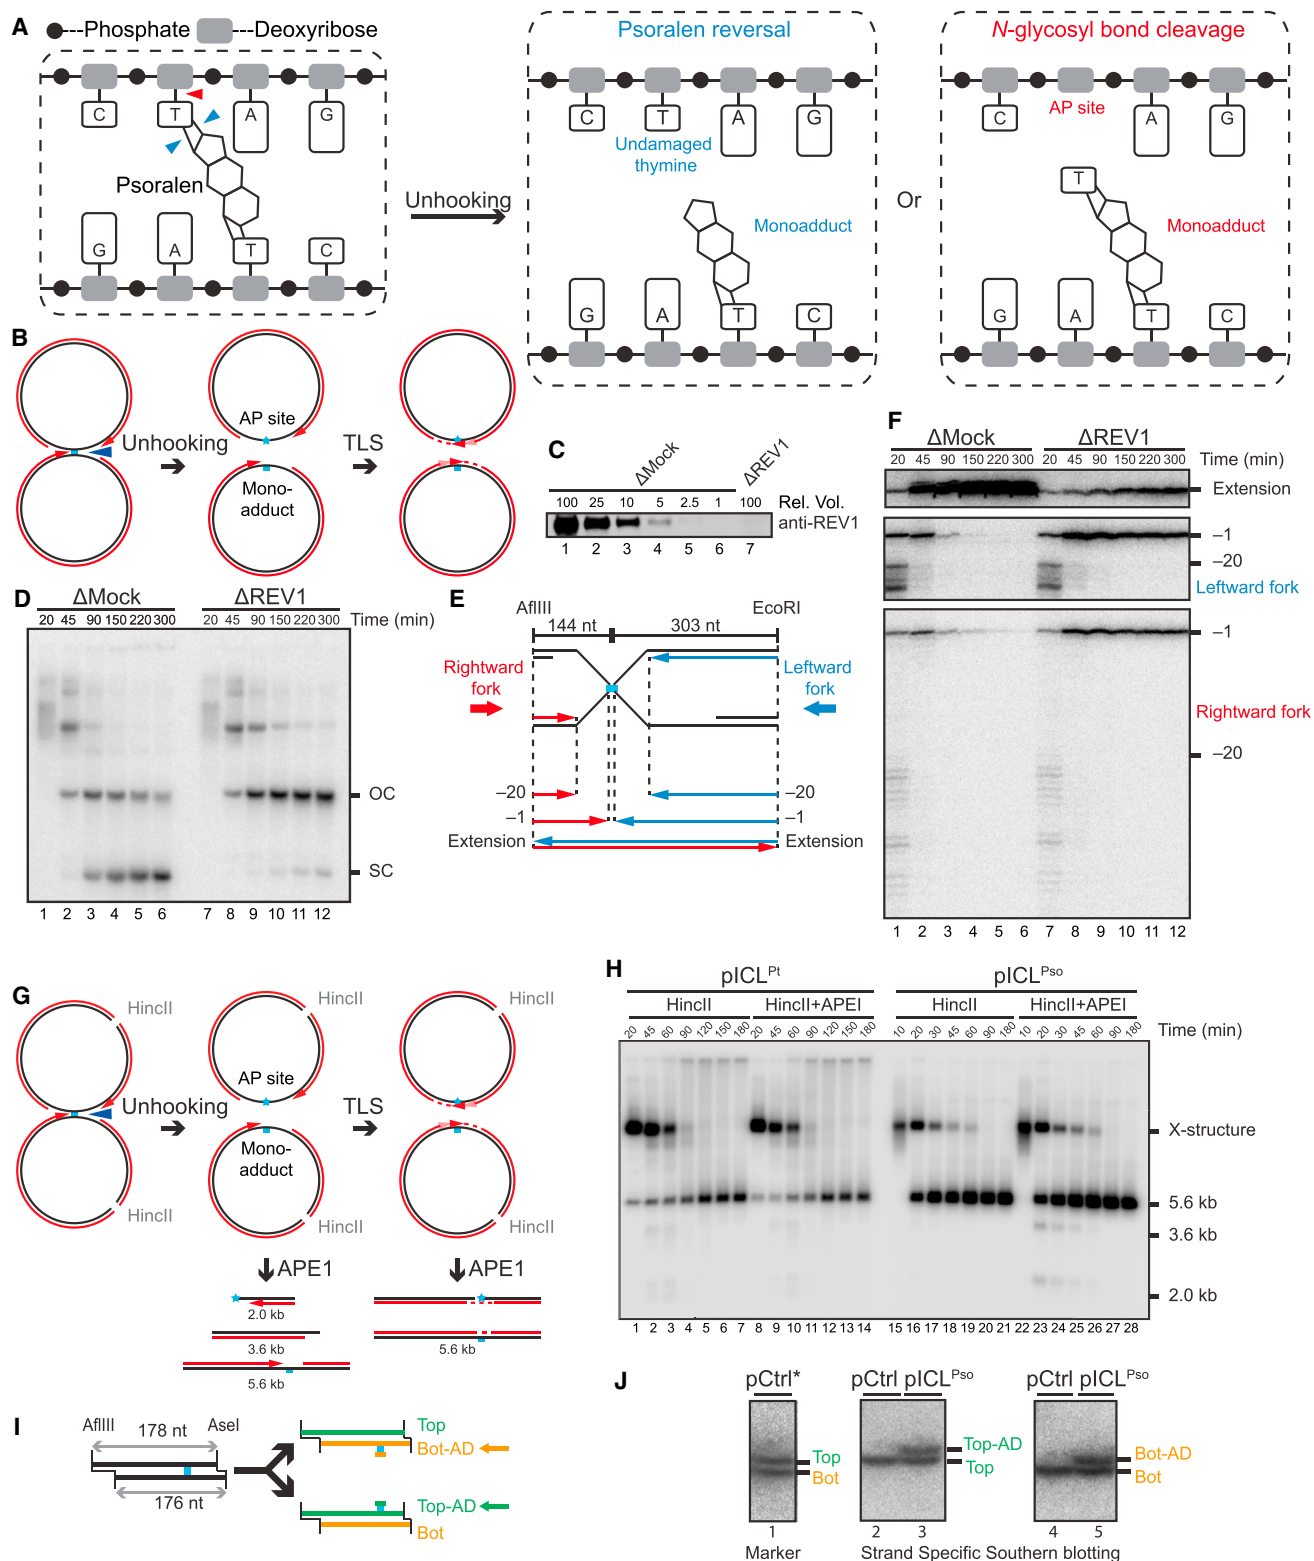 A
Phosphate
Deoxyribose
C
T
A
G
Psoralen
G
A
T
C
Unhooking
Psoralen reversal
C
T
A
G
Undamaged
thymine
Monoadduct
G
A
T
C
Or
N-glycosyl bond cleavage
C
AP site
A
G
T
Monoadduct
G
A
T
C
B
Unhooking
AP site
Mono-
adduct
TLS
C
ΔMock
ΔREV1
100 25 10 5 2.5 1 100
Rel. Vol.
anti-REV1
1 2 3 4 5 6 7
D
ΔMock
ΔREV1
20 45 90 150 220 300 20 45 90 150 220 300
Time (min)
OC
SC
1 2 3 4 5 6 7 8 9 10 11 12
E
AflIII
EcoRI
144 nt
303 nt
Rightward
fork
Leftward
fork
–20
–20
–1
–1
Extension
Extension
F
ΔMock
ΔREV1
20 45 90 150 220 300 20 45 90 150 220 300
Time (min)
Extension
–1
–20
Leftward fork
–1
Rightward fork
–20
1 2 3 4 5 6 7 8 9 10 11 12
G
HincII
HincII
Unhooking
AP site
Mono-
adduct
TLS
HincII
HincII
APE1
APE1
2.0 kb
3.6 kb
5.6 kb
5.6 kb
H
pICLPt
pICLPso
HincII
HincII+APEI
HincII
HincII+APEI
20 45 60 90 120 150 180 20 45 60 90 120 150 180 10 20 30 45 60 90 180 10 20 30 45 60 90 180
Time (min)
X-structure
5.6 kb
3.6 kb
2.0 kb
1 2 3 4 5 6 7 8 9 10 11 12 13 14 15 16 17 18 19 20 21 22 23 24 25 26 27 28
I
AflIII
AseI
178 nt
176 nt
Top
Bot-AD
Top-AD
Bot
J
pCtrl*
Top
Bot
1
Marker
pCtrl pICLPso
Top-AD
Top
2 3
pCtrl pICLPso
Bot-AD
Bot
4 5
Strand Specific Southern blotting